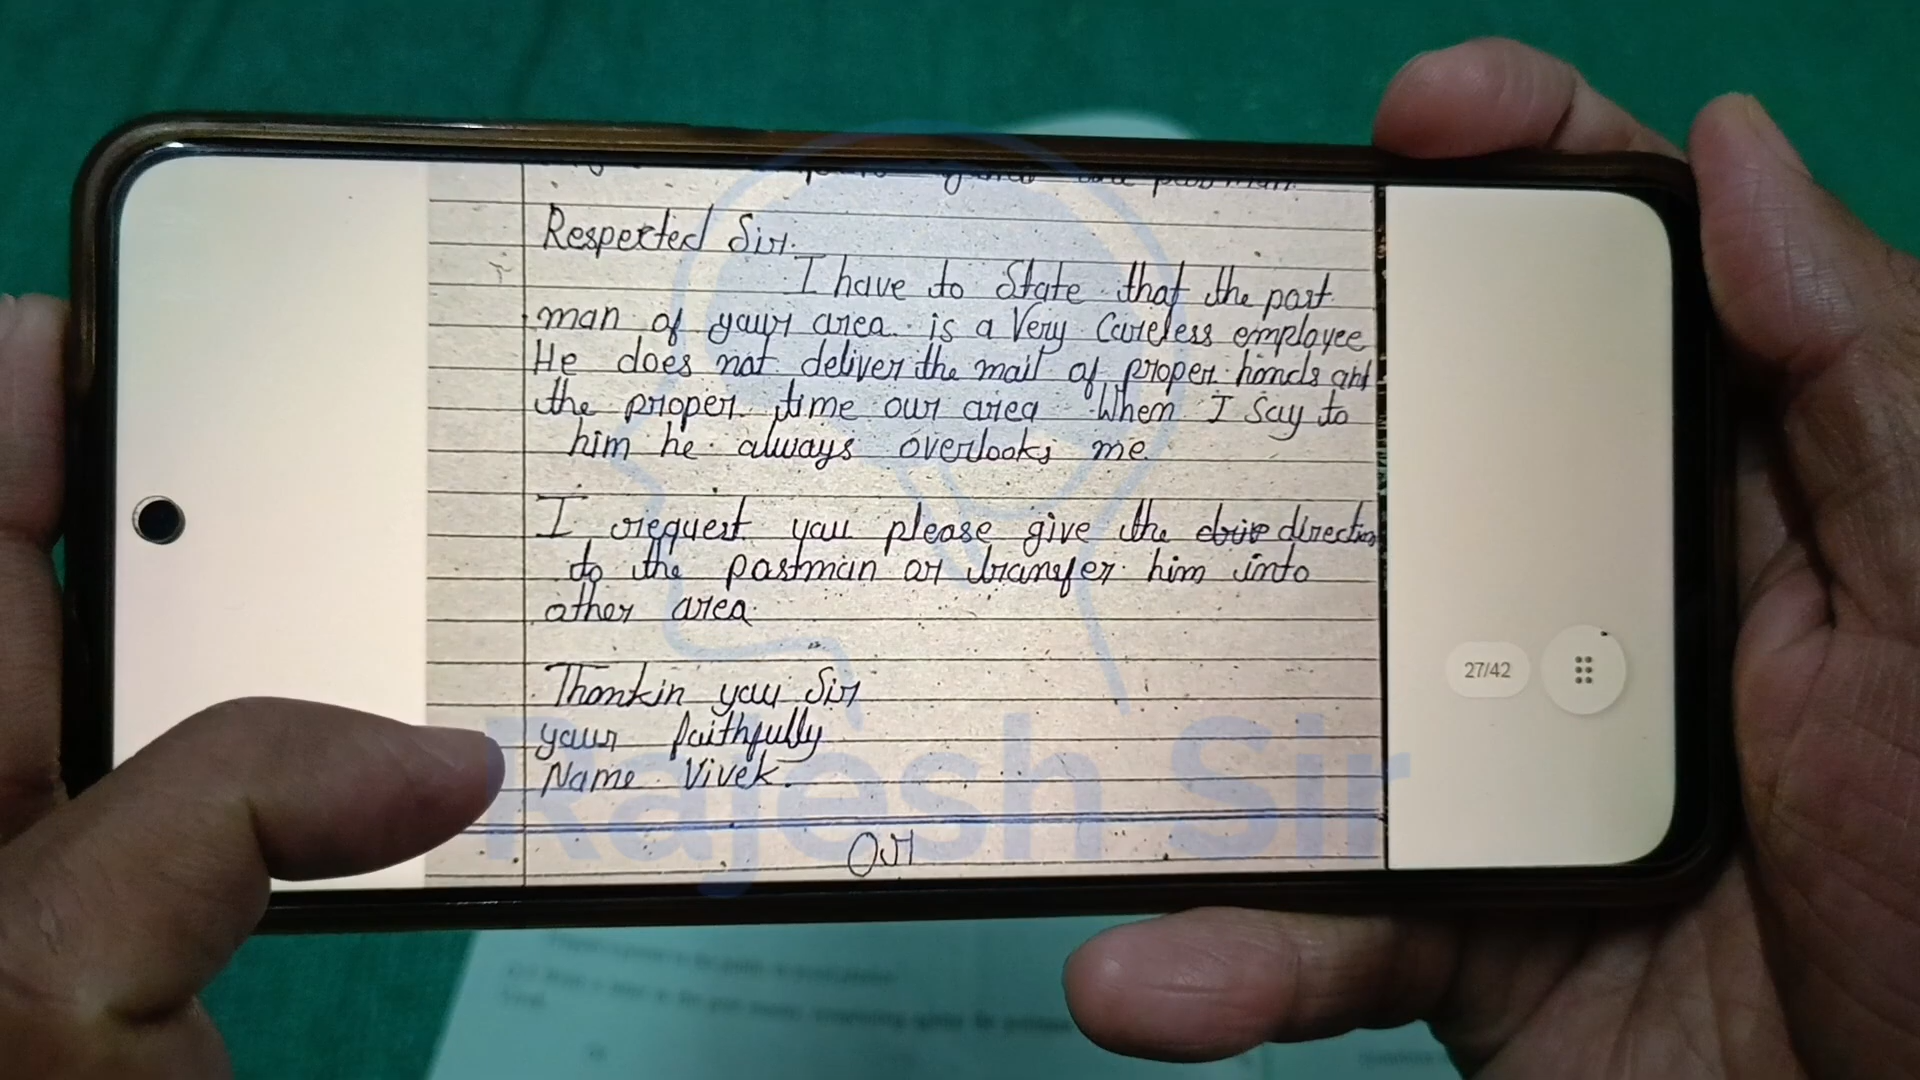 Respected Sir.
I have to State that the post
man of your area is a Very Careless employee
He does not deliver the mail of proper hands and
the proper time our area When I Say to
him he always overlooks me.
I request you please give the direction
to the postman or transfer him into
other area
Thankin you Sir
your faithfully
Name Vivek.
Rajesh Sir
Our
27/42